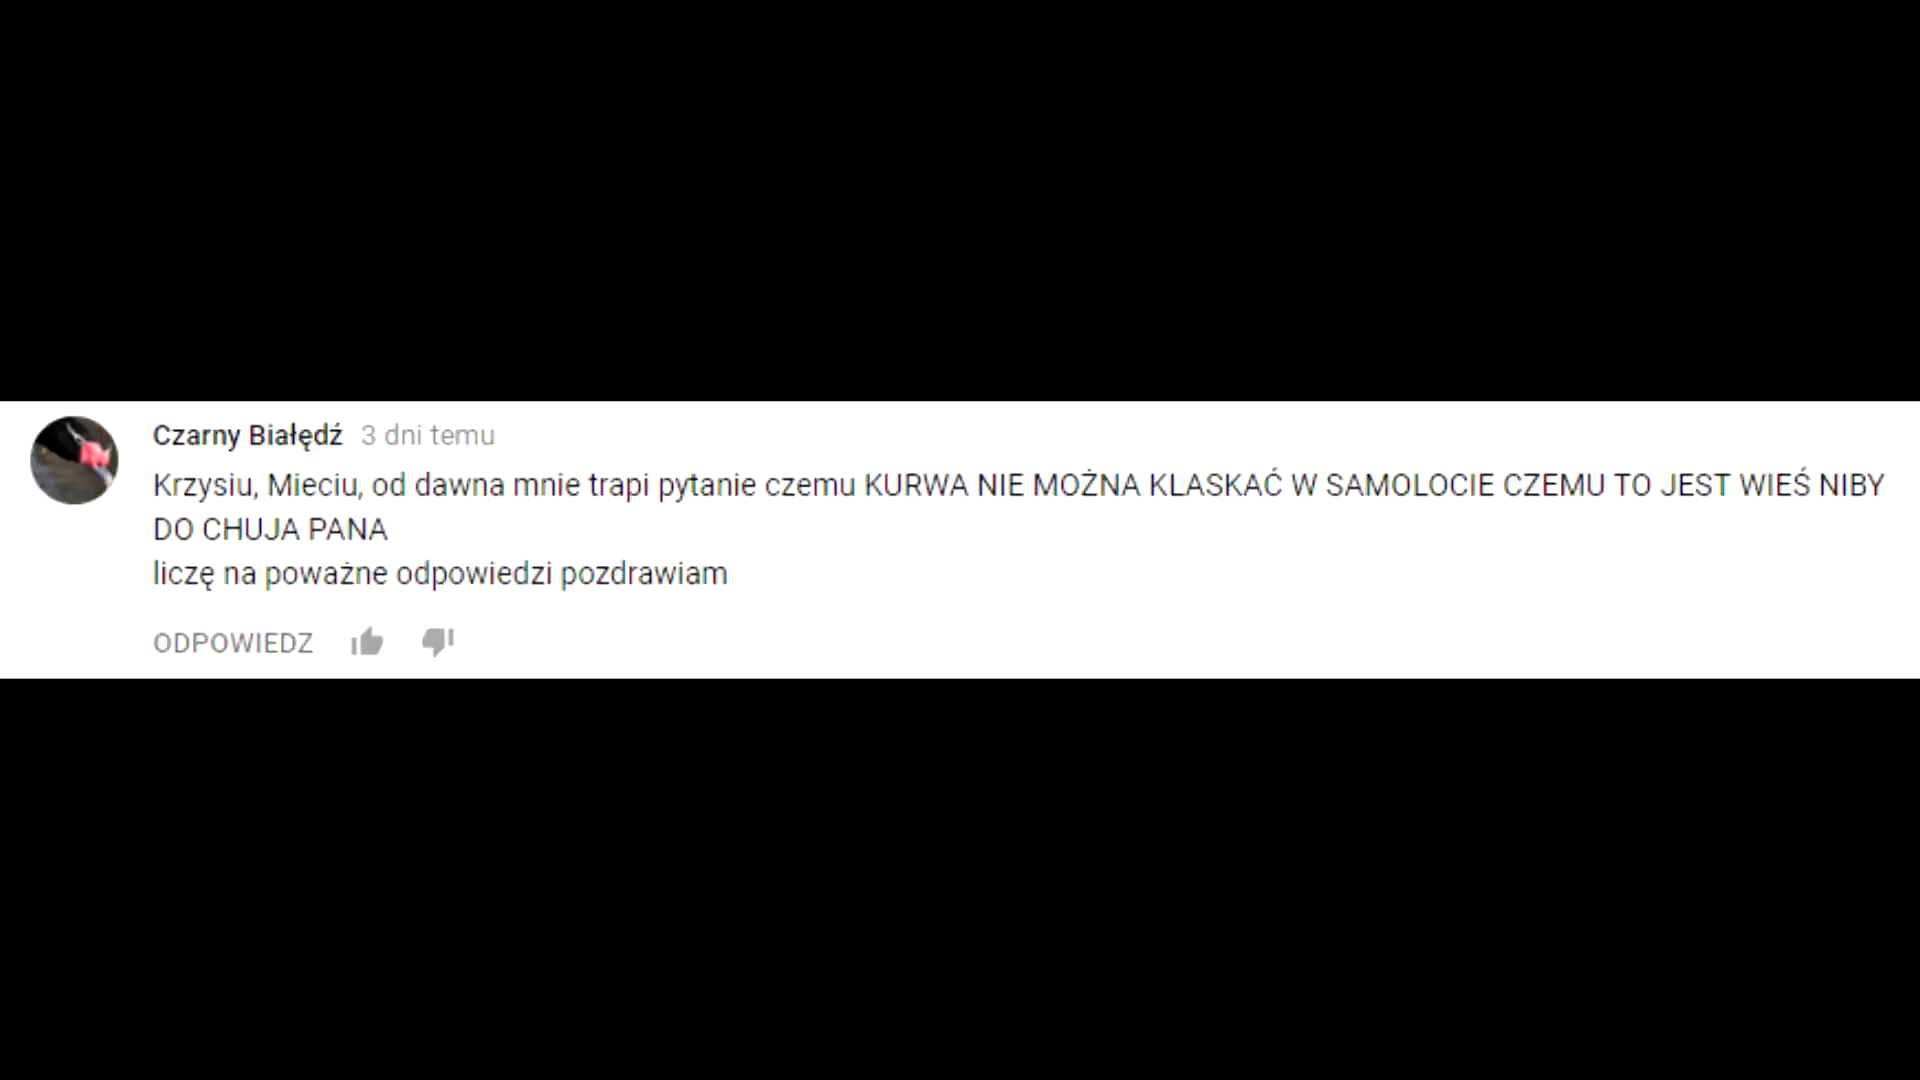 Czarny Białędź 3 dni temu
Krzysiu, Mieciu, od dawna mnie trapi pytanie czemu KURWA NIE MOŻNA KLASKAĆ W SAMOLOCIE CZEMU TO JEST WIEŚ NIBY
DO CHUJA PANA
liczę na poważne odpowiedzi pozdrawiam
ODPOWIEDZ